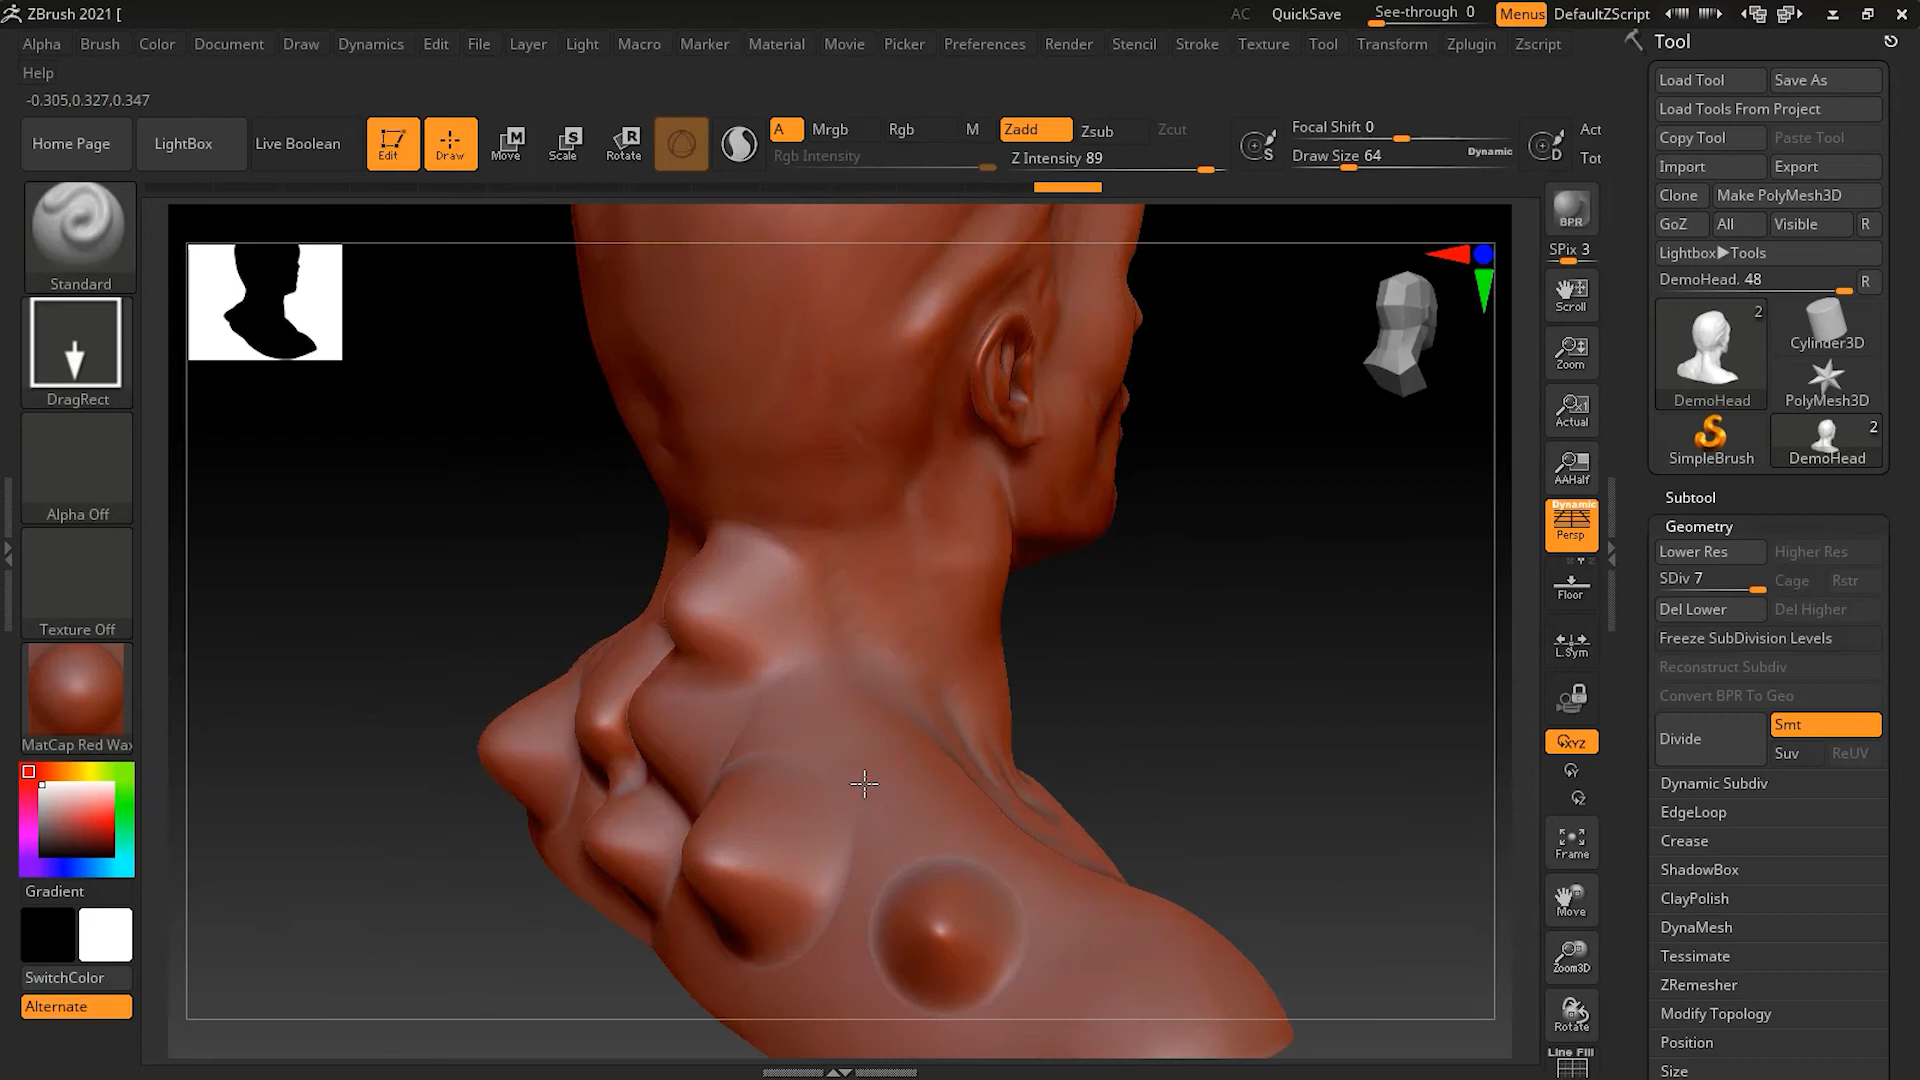 ZBrush 2021 [
AC QuickSave See-through 0 Menus DefaultZScript
Alpha Brush Color Document Draw Dynamics Edit File Layer Light Macro Marker Material Movie Picker Preferences Render Stencil Stroke Texture Tool Transform Zplugin Zscript
Help
-0.305,0.327,0.347
Home Page LightBox Live Boolean
Edit Draw Move Scale Rotate
M S R
A Mrgb Rgb M Zadd Zsub Zcut
Rgb Intensity Z Intensity 89
S Focal Shift 0
Draw Size 64 Dynamic
D Act
Tot
Standard
DragRect
Alpha Off
Texture Off
MatCap Red Wax
Gradient
SwitchColor
Alternate
BPR
SPix 3
Scroll
Zoom
Actual
AAHalf
Dynamic
Persp
Floor
L.Sym
XYZ
Y
Z
Frame
Move
Zoom3D
Rotate
Line Fill
Tool
Load Tool Save As
Load Tools From Project
Copy Tool Paste Tool
Import Export
Clone Make PolyMesh3D
GoZ All Visible R
Lightbox▶Tools
DemoHead. 48 R
2
DemoHead Cylinder3D
PolyMesh3D
2
SimpleBrush DemoHead
Subtool
Geometry
Lower Res Higher Res
SDiv 7 Cage Rstr
Del Lower Del Higher
Freeze SubDivision Levels
Reconstruct Subdiv
Convert BPR To Geo
Divide Smt
Suv ReUV
Dynamic Subdiv
EdgeLoop
Crease
ShadowBox
ClayPolish
DynaMesh
Tessimate
ZRemesher
Modify Topology
Position
Size